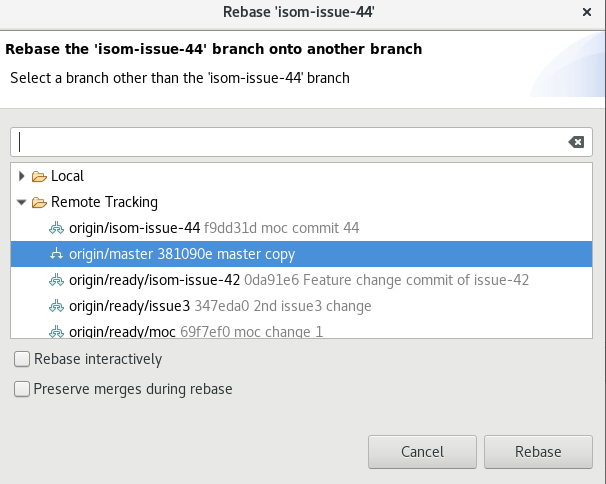 Rebase 'isom-issue-44'
Rebase the 'isom-issue-44' branch onto another branch
Select a branch other than the 'isom-issue-44' branch
Local
Remote Tracking
origin/isom-issue-44 f9dd31d moc commit 44
origin/master 381090e master copy
origin/ready/isom-issue-42 0da91e6 Feature change commit of issue-42
origin/ready/issue3 347eda0 2nd issue3 change
origin/ready/moc 69f7ef0 moc change 1
Rebase interactively
Preserve merges during rebase
Cancel Rebase